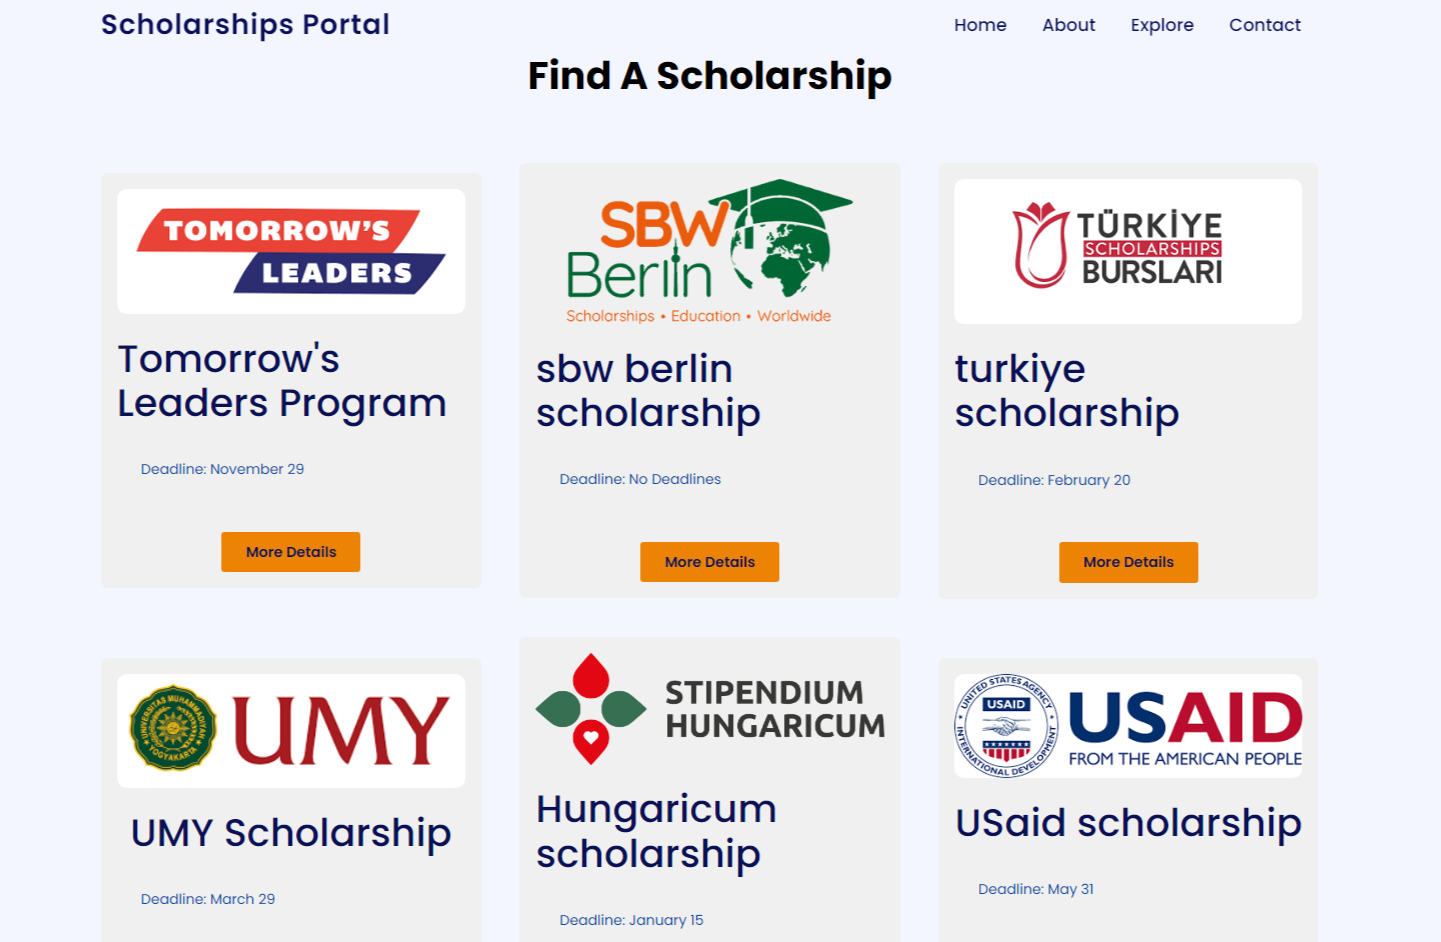 Scholarships Portal
Home About Explore Contact
Find A Scholarship
TOMORROW'S
LEADERS
Tomorrow's
Leaders Program
Deadline: November 29
More Details
SBW
Berlin
Scholarships • Education • Worldwide
sbw berlin
scholarship
Deadline: No Deadlines
More Details
TÜRKİYE
SCHOLARSHIPS
BURSLARI
turkiye
scholarship
Deadline: February 20
More Details
UNIVERSITAS MUHAMMADIYAH
YOGYAKARTA
UMY
UMY Scholarship
Deadline: March 29
STIPENDIUM
HUNGARICUM
Hungaricum
scholarship
Deadline: January 15
UNITED STATES AGENCY
INTERNATIONAL DEVELOPMENT
USAID
USAID
FROM THE AMERICAN PEOPLE
USaid scholarship
Deadline: May 31